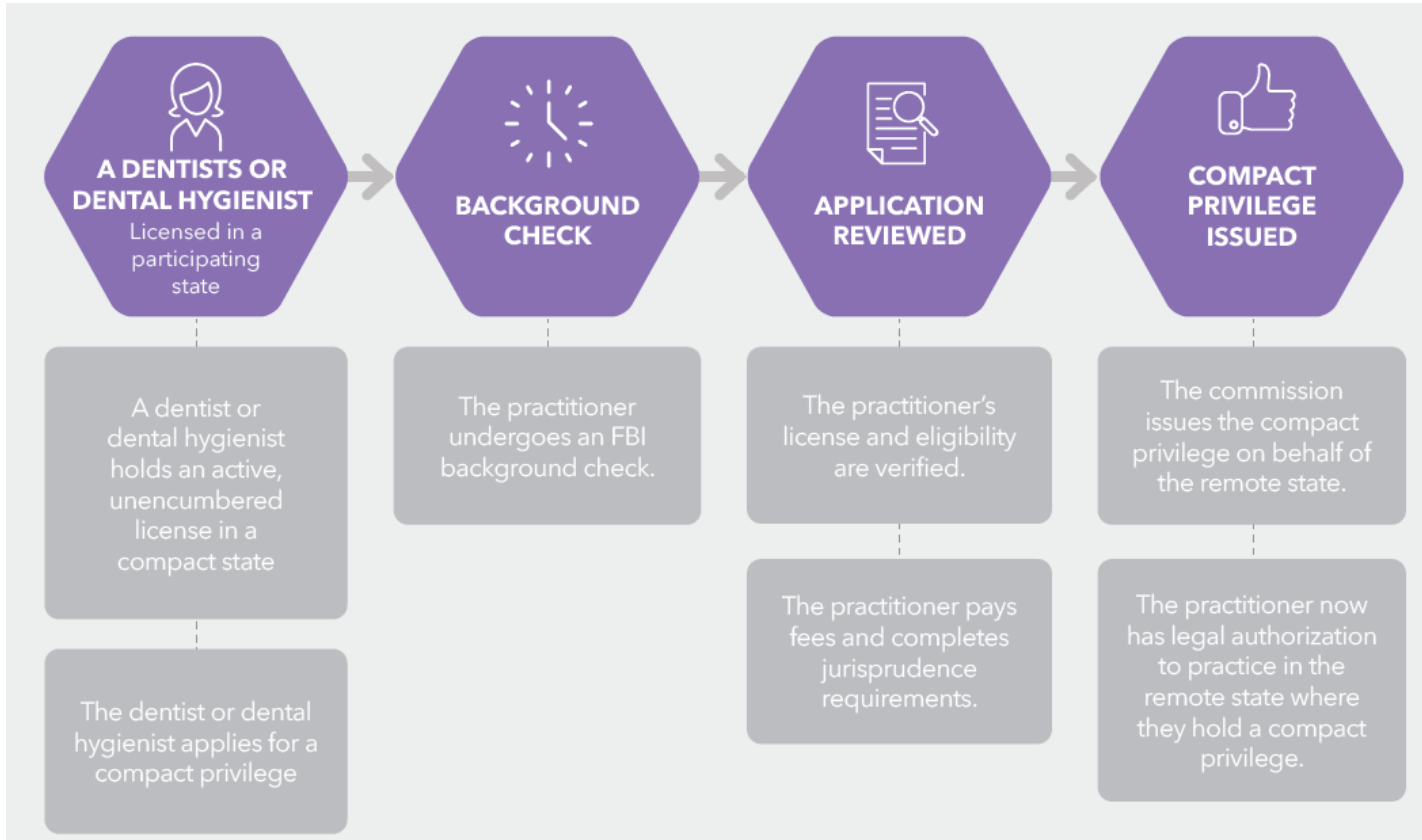 A DENTISTS OR
DENTAL HYGIENIST
Licensed in a
participating
state
A dentist or
dental hygienist
holds an active,
unencumbered
license in a
compact state
The dentist or dental
hygienist applies for a
compact privilege
BACKGROUND
CHECK
The practitioner
undergoes an FBI
background check.
APPLICATION
REVIEWED
The practitioner’s
license and eligibility
are verified.
The practitioner pays
fees and completes
jurisprudence
requirements.
COMPACT
PRIVILEGE
ISSUED
The commission
issues the compact
privilege on behalf of
the remote state.
The practitioner now
has legal authorization
to practice in the
remote state where
they hold a compact
privilege.